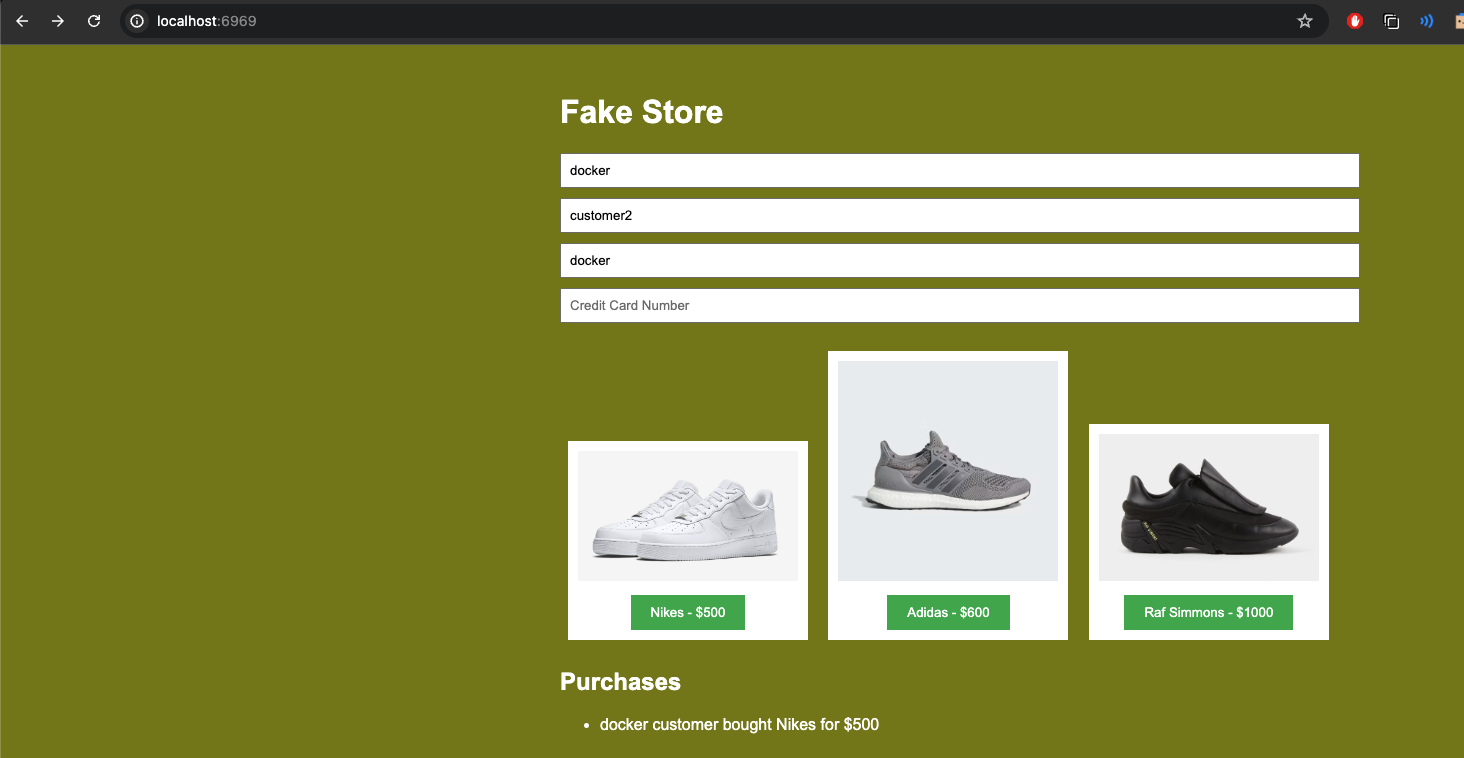 localhost:6969
Fake Store
docker
customer2
docker
Credit Card Number
Nikes - $500
Adidas - $600
Raf Simmons - $1000
Purchases
• docker customer bought Nikes for $500